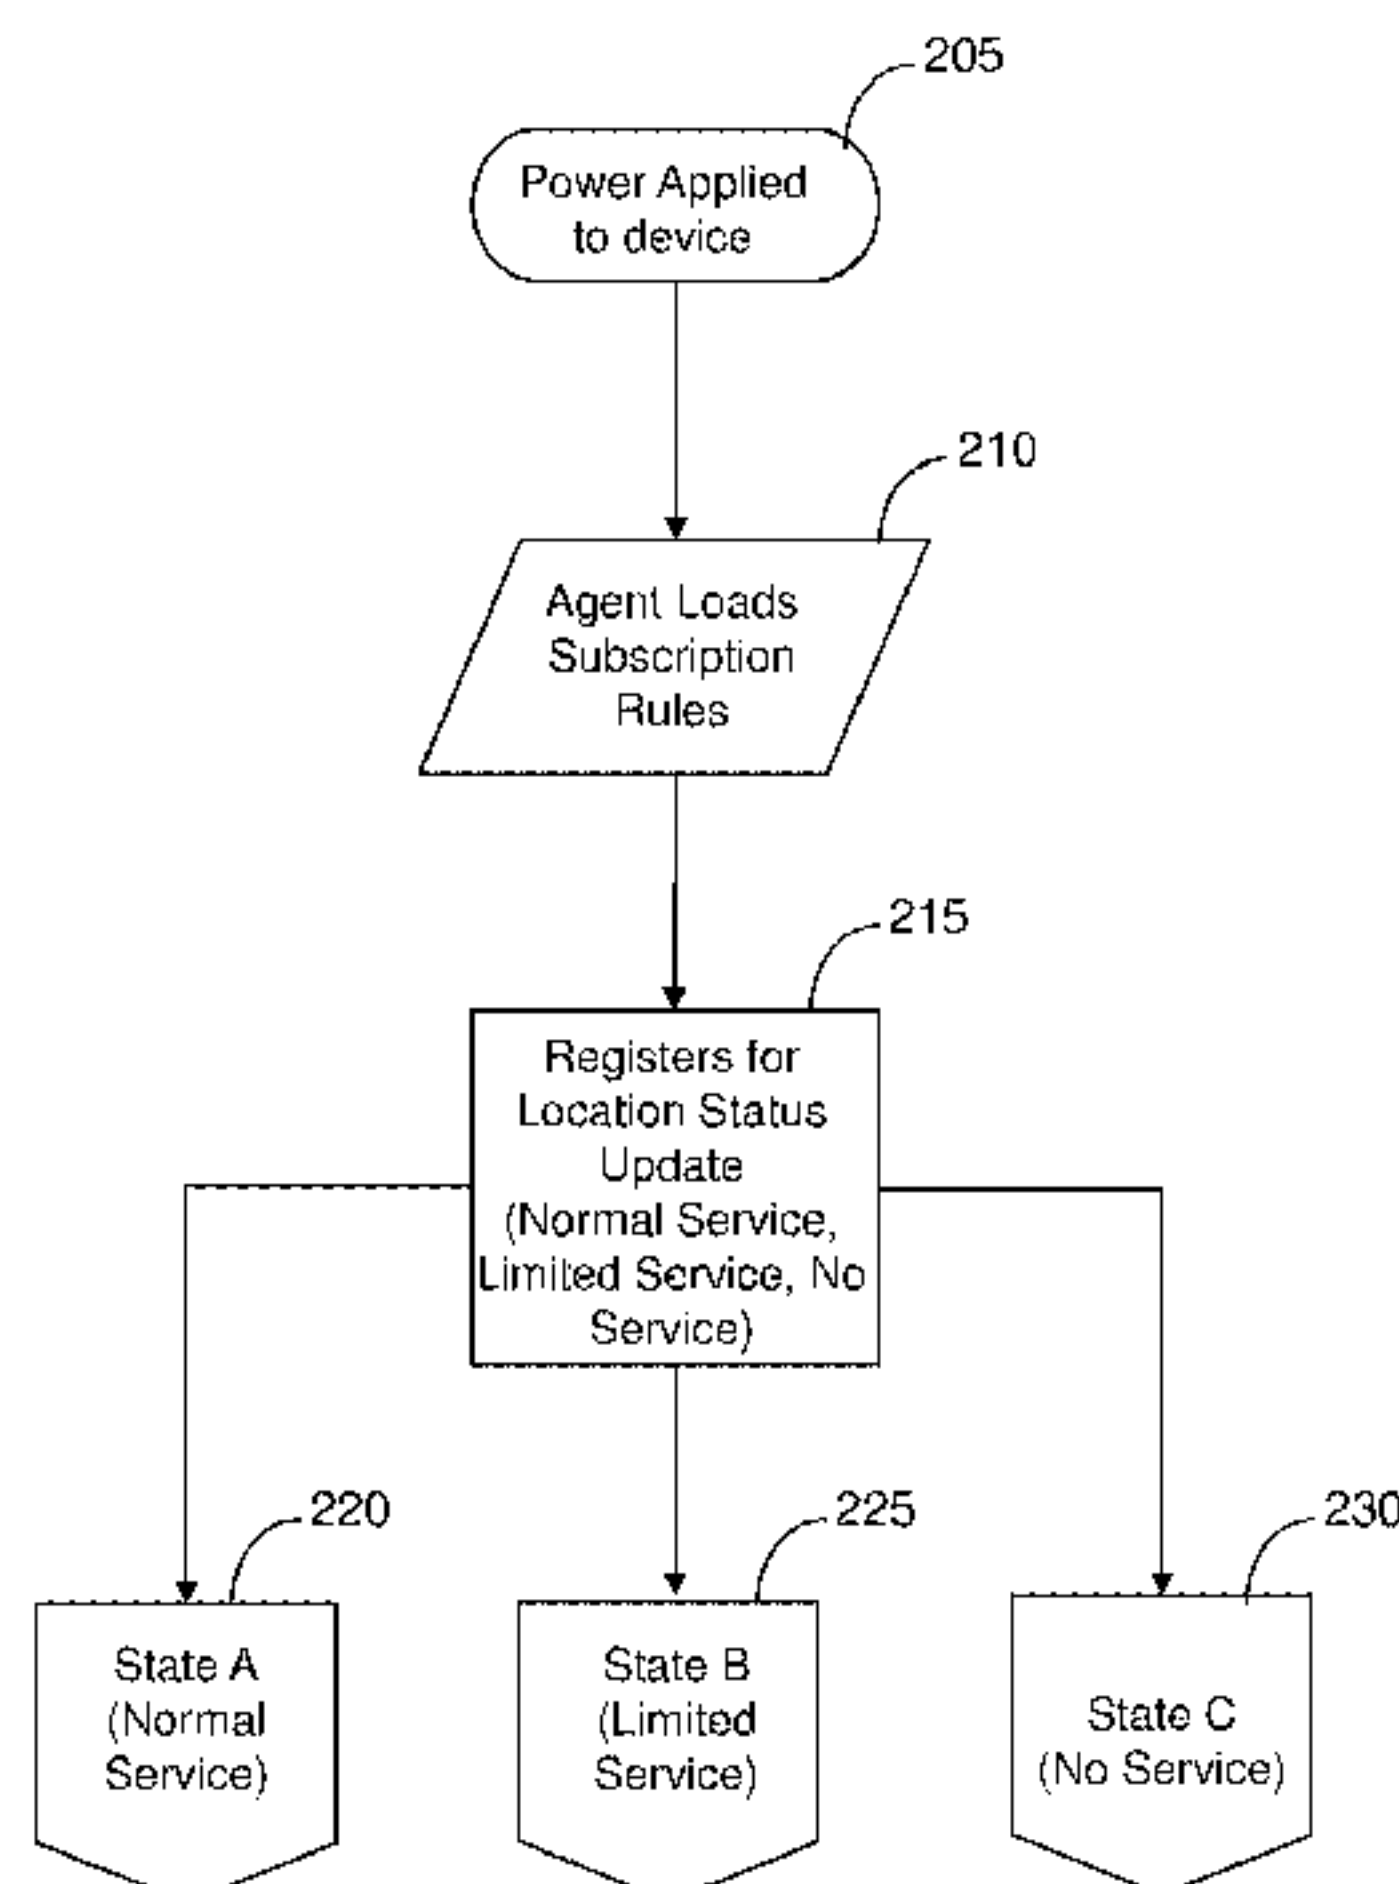 205
Power Applied
to device
210
Agent Loads
Subscription
Rules
215
Registers for
Location Status
Update
(Normal Service,
Limited Service, No
Service)
220
State A
(Normal
Service)
225
State B
(Limited
Service)
230
State C
(No Service)